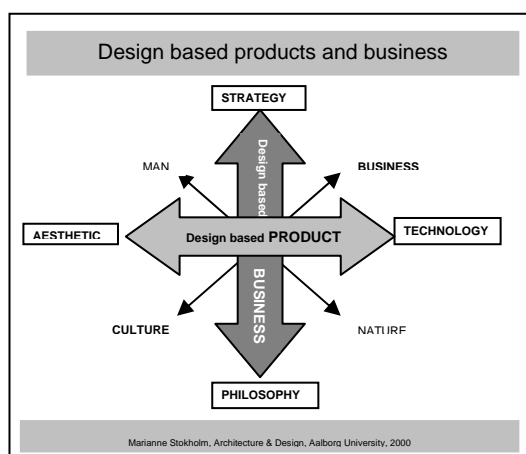 Design based products and business
STRATEGY
Design based
MAN
BUSINESS
AESTHETIC
Design based PRODUCT
TECHNOLOGY
BUSINESS
CULTURE
NATURE
PHILOSOPHY
Marianne Stokholm, Architecture & Design, Aalborg University, 2000